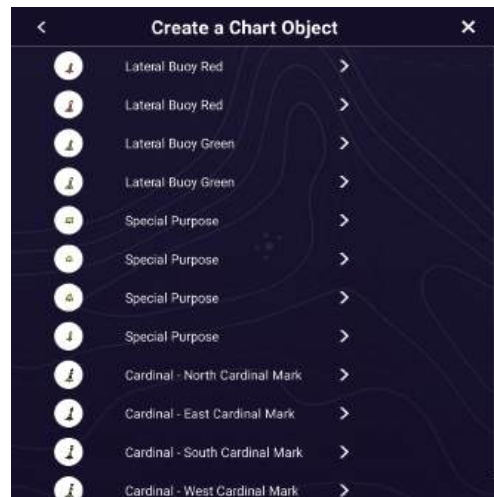 Create a Chart Object
Lateral Buoy Red
Lateral Buoy Red
Lateral Buoy Green
Lateral Buoy Green
Special Purpose
Special Purpose
Special Purpose
Special Purpose
Cardinal - North Cardinal Mark
Cardinal - East Cardinal Mark
Cardinal - South Cardinal Mark
Cardinal - West Cardinal Mark